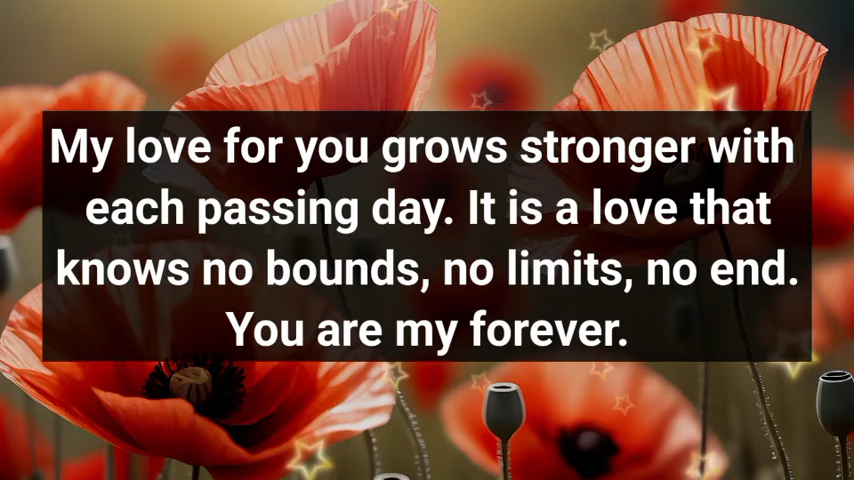 My love for you grows stronger with
each passing day. It is a love that
knows no bounds, no limits, no end.
You are my forever.